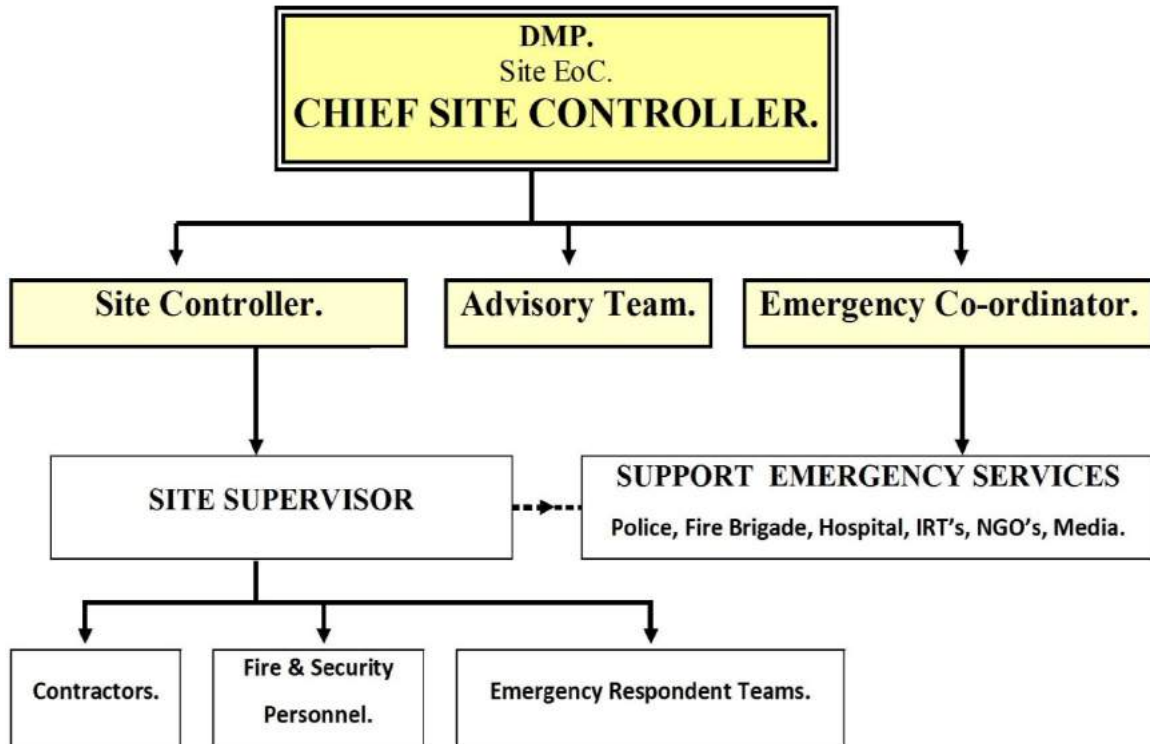 DMP.
Site EoC.
CHIEF SITE CONTROLLER.
Site Controller.
Advisory Team.
Emergency Co-ordinator.
SITE SUPERVISOR
SUPPORT EMERGENCY SERVICES
Police, Fire Brigade, Hospital, IRT's, NGO's, Media.
Contractors.
Fire & Security
Personnel.
Emergency Respondent Teams.